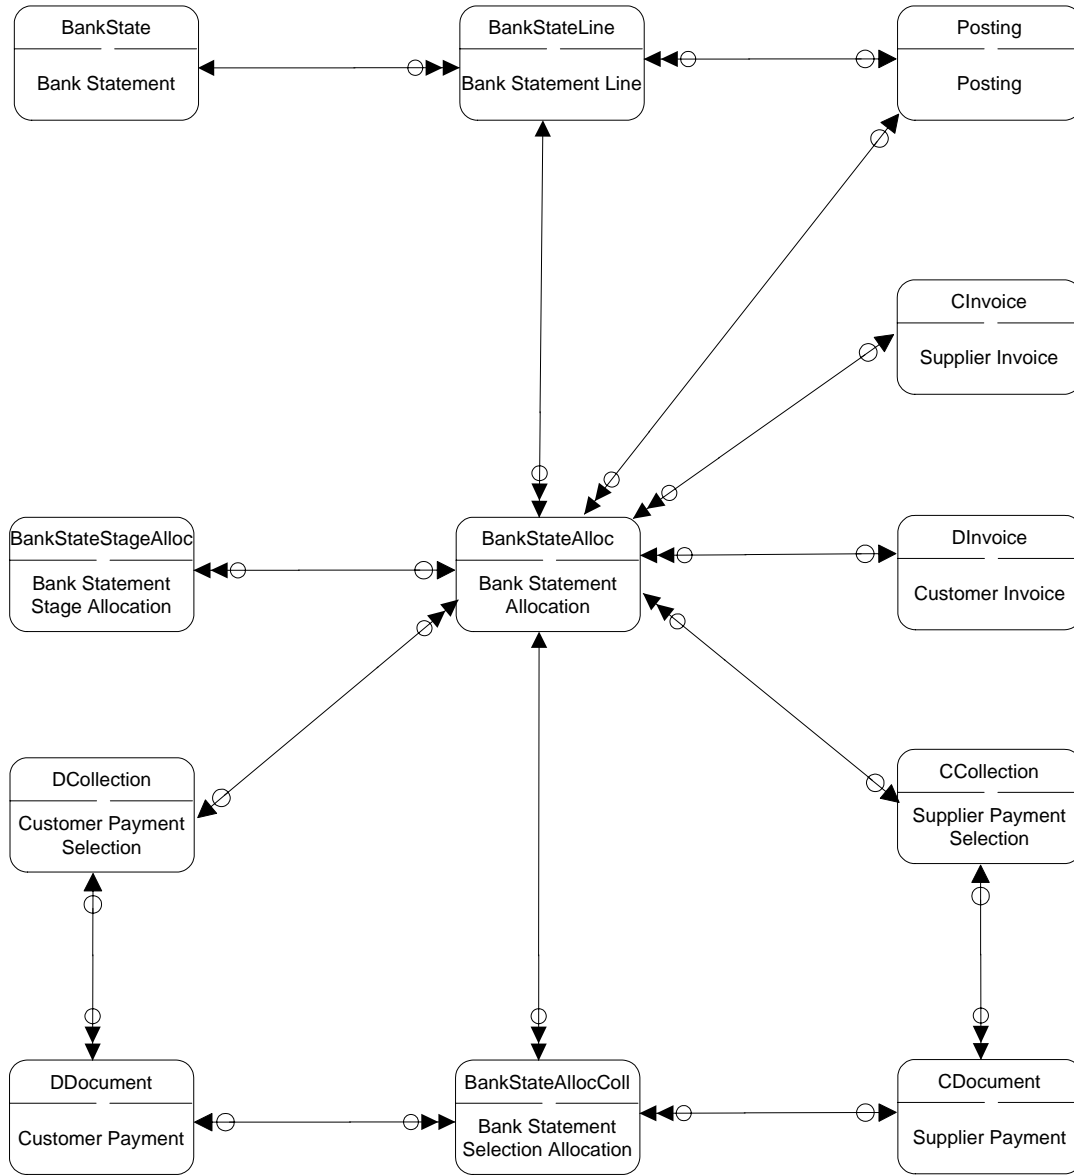 BankState
Bank Statement
BankStateLine
Bank Statement Line
Posting
Posting
CInvoice
Supplier Invoice
BankStateStageAlloc
Bank Statement
Stage Allocation
BankStateAlloc
Bank Statement
Allocation
DInvoice
Customer Invoice
DCollection
Customer Payment
Selection
CCollection
Supplier Payment
Selection
DDocument
Customer Payment
BankStateAllocColl
Bank Statement
Selection Allocation
CDocument
Supplier Payment